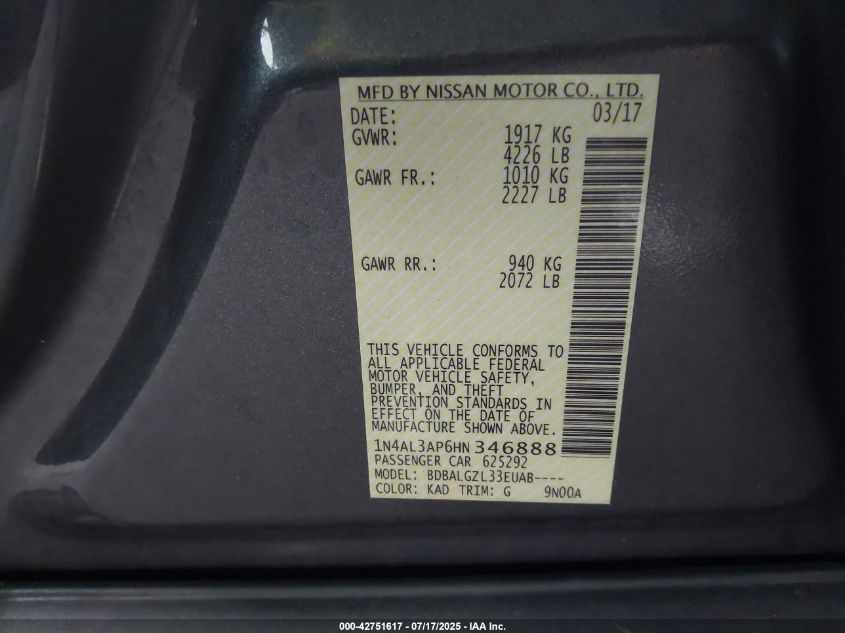 MFD BY NISSAN MOTOR CO., LTD.
DATE: 03/17
GVWR: 1917 KG
4226 LB
GAWR FR.: 1010 KG
2227 LB
GAWR RR.: 940 KG
2072 LB
THIS VEHICLE CONFORMS TO
ALL APPLICABLE FEDERAL
MOTOR VEHICLE SAFETY,
BUMPER, AND THEFT
PREVENTION STANDARDS IN
EFFECT ON THE DATE OF
MANUFACTURE SHOWN ABOVE.
1N4AL3AP6HN346888
PASSENGER CAR 625292
MODEL: BDBALGZL33EUAB----
COLOR: KAD TRIM: G 9N00A
000-42751617 - 07/17/2025 - IAA Inc.